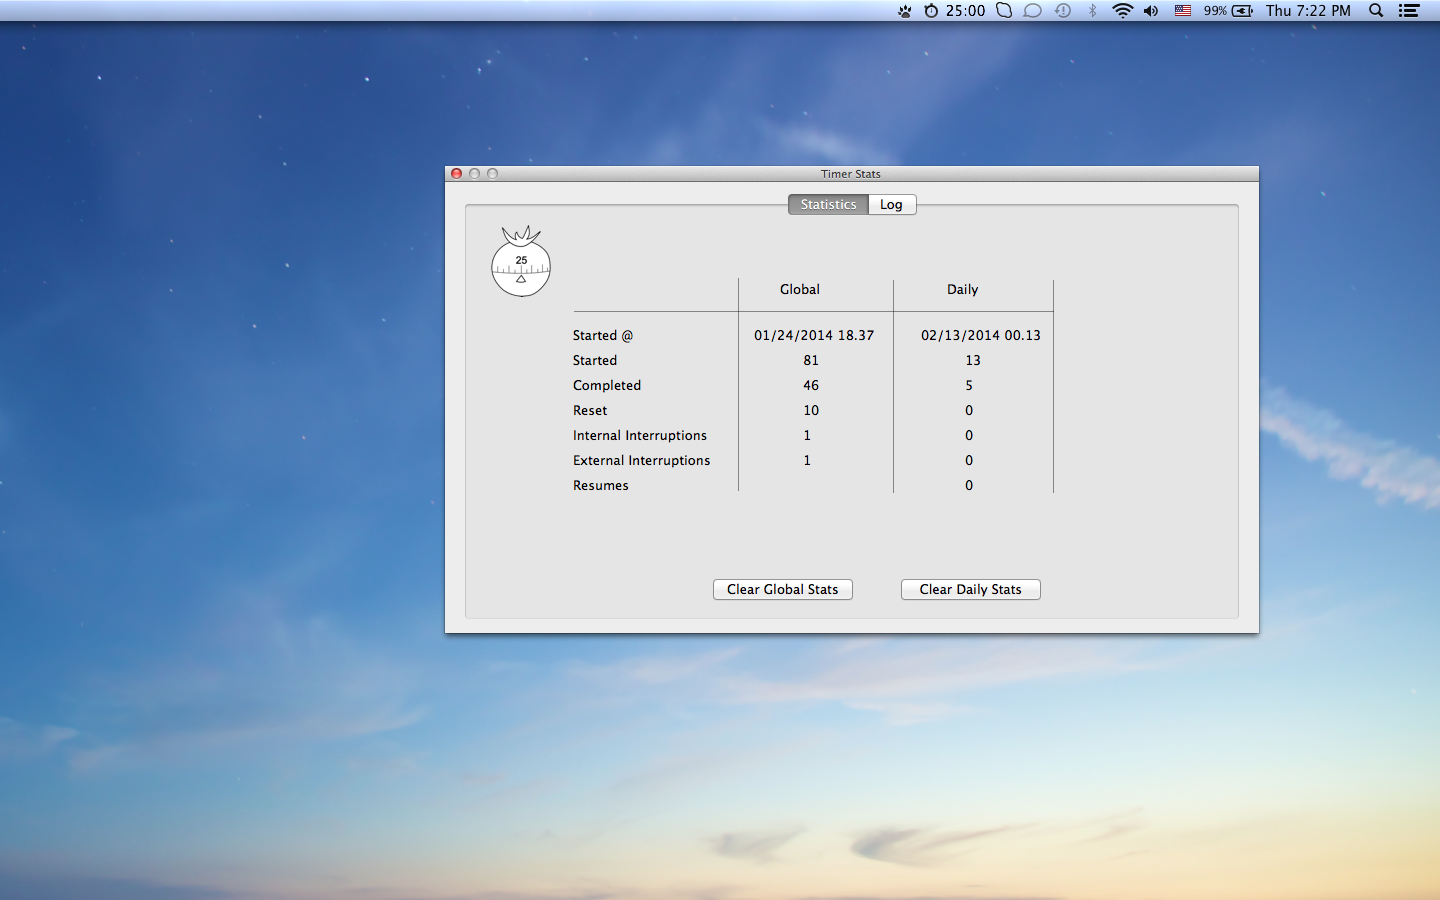 25:00 99% Thu 7:22 PM
Timer Stats
Statistics Log
25
Global Daily
Started @ 01/24/2014 18.37 02/13/2014 00.13
Started 81 13
Completed 46 5
Reset 10 0
Internal Interruptions 1 0
External Interruptions 1 0
Resumes 0
Clear Global Stats Clear Daily Stats